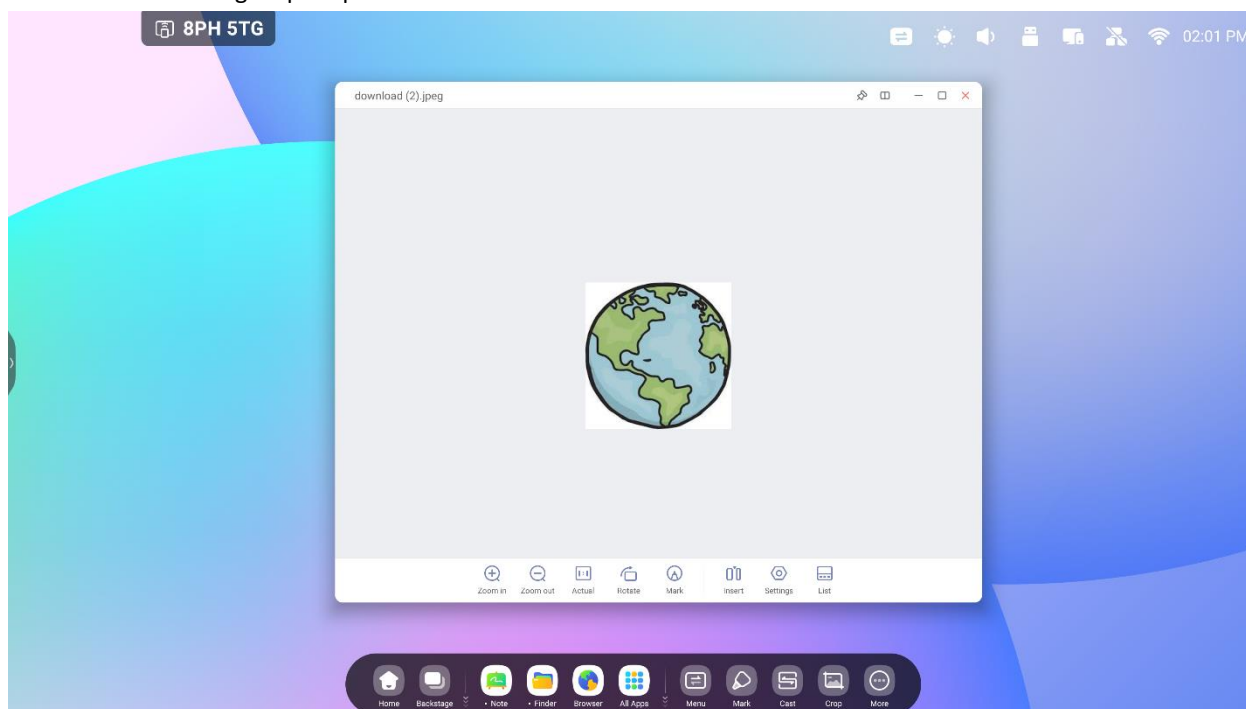 8PH 5TG
02:01 PM
download (2).jpeg
Zoom in Zoom out Actual Rotate Mark Insert Settings List
Home Backstage • Note • Finder Browser All Apps Menu Mark Cast Crop More